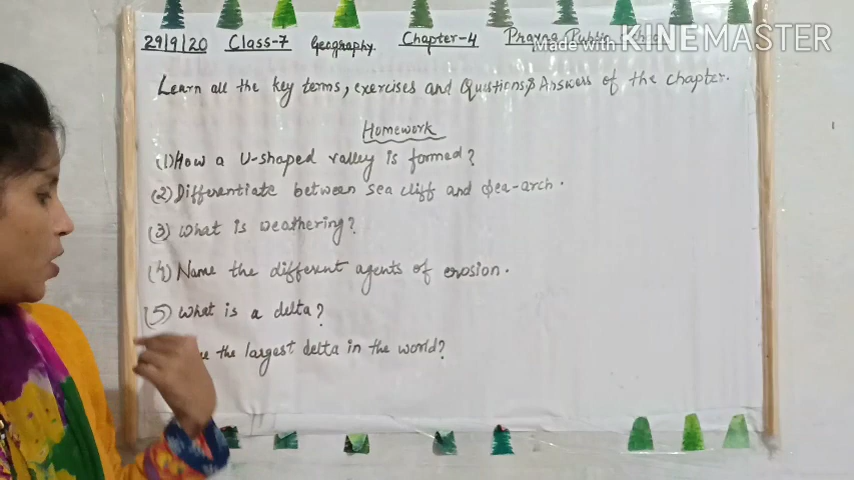 29/9/20 Class-7 Geography Chapter-4 Public
Made With KINEMASTER
Learn all the key terms, exercises and Quistions & Answers of the chapter.
Homework
(1) How a U-shaped valley is formed?
(2) Differentiate between sea cliff and sea-arch.
(3) What is weathering?
(4) Name the different agents of erosion.
(5) What is a delta?
the largest delta in the world?